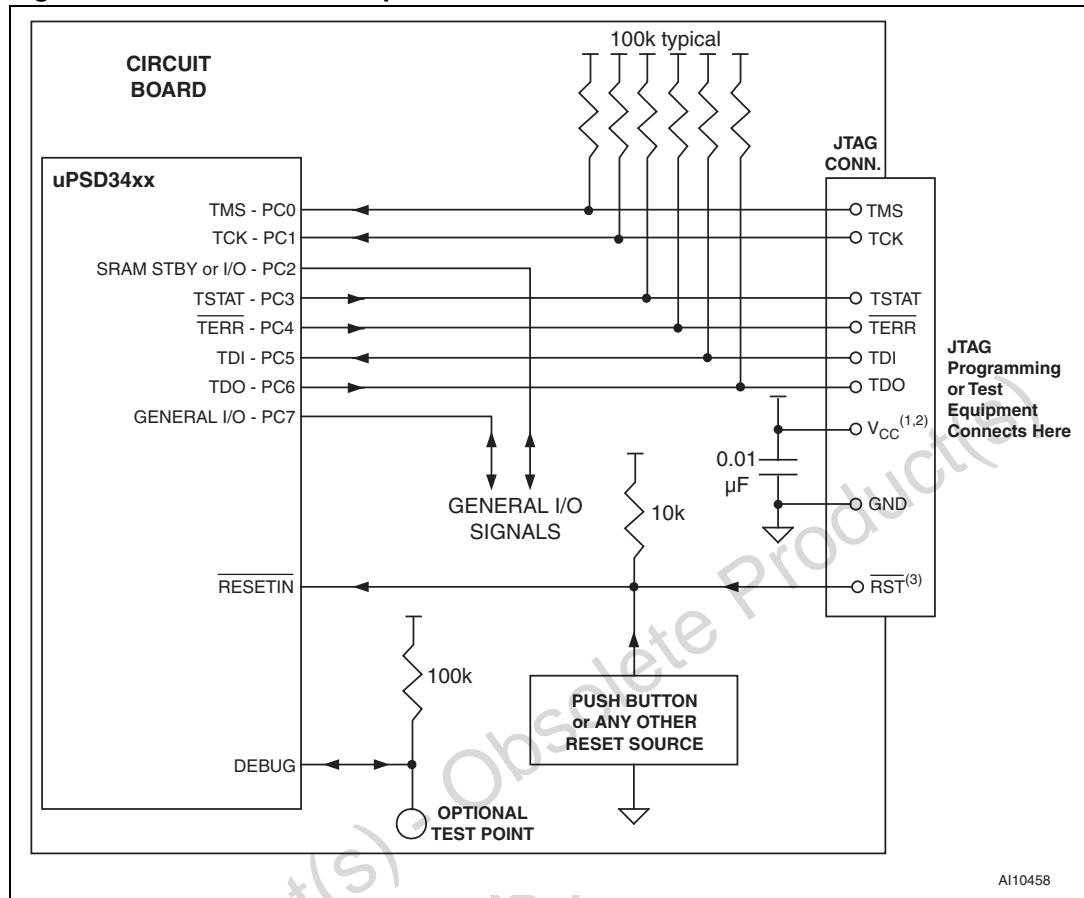 100k typical
CIRCUIT
BOARD
JTAG
CONN.
uPSD34xx
TMS - PC0
TMS
TCK - PC1
TCK
SRAM STBY or I/O - PC2
TSTAT - PC3
TSTAT
TERR - PC4
TERR
TDI - PC5
TDI
TDO - PC6
TDO
GENERAL I/O - PC7
JTAG
Programming
or Test
Equipment
Connects Here
VCC(1,2)
0.01
µF
GND
GENERAL I/O
SIGNALS
10k
RESETIN
RST(3)
100k
PUSH BUTTON
or ANY OTHER
RESET SOURCE
DEBUG
OPTIONAL
TEST POINT
AI10458
- Obsolete Product(s)
t(s)